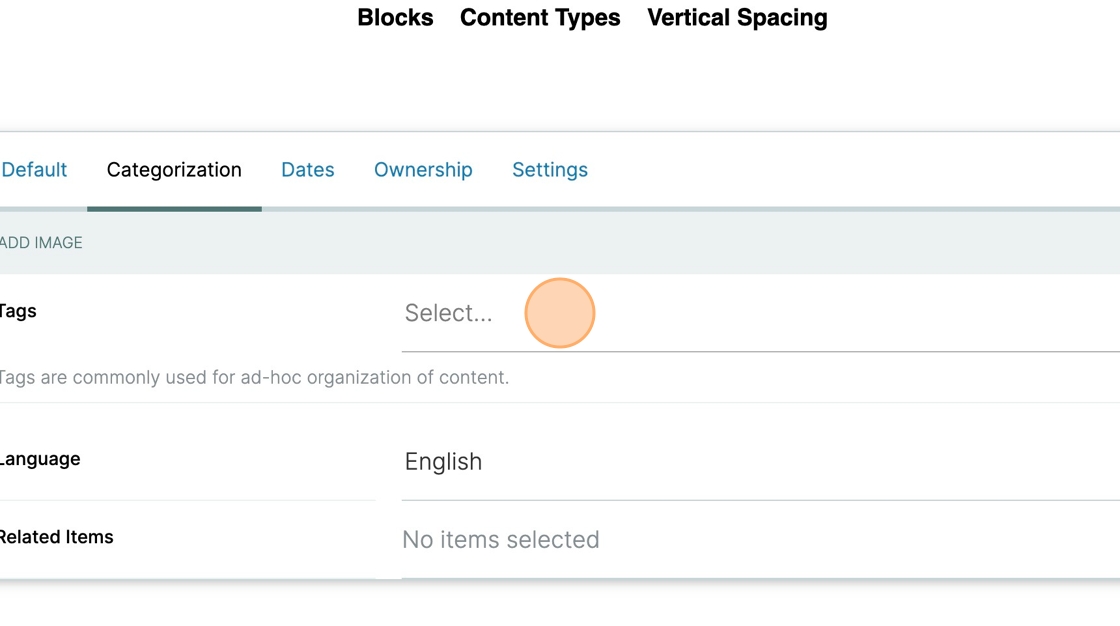 Blocks Content Types Vertical Spacing
Default Categorization Dates Ownership Settings
ADD IMAGE
Tags Select...
Tags are commonly used for ad-hoc organization of content.
Language English
Related Items No items selected